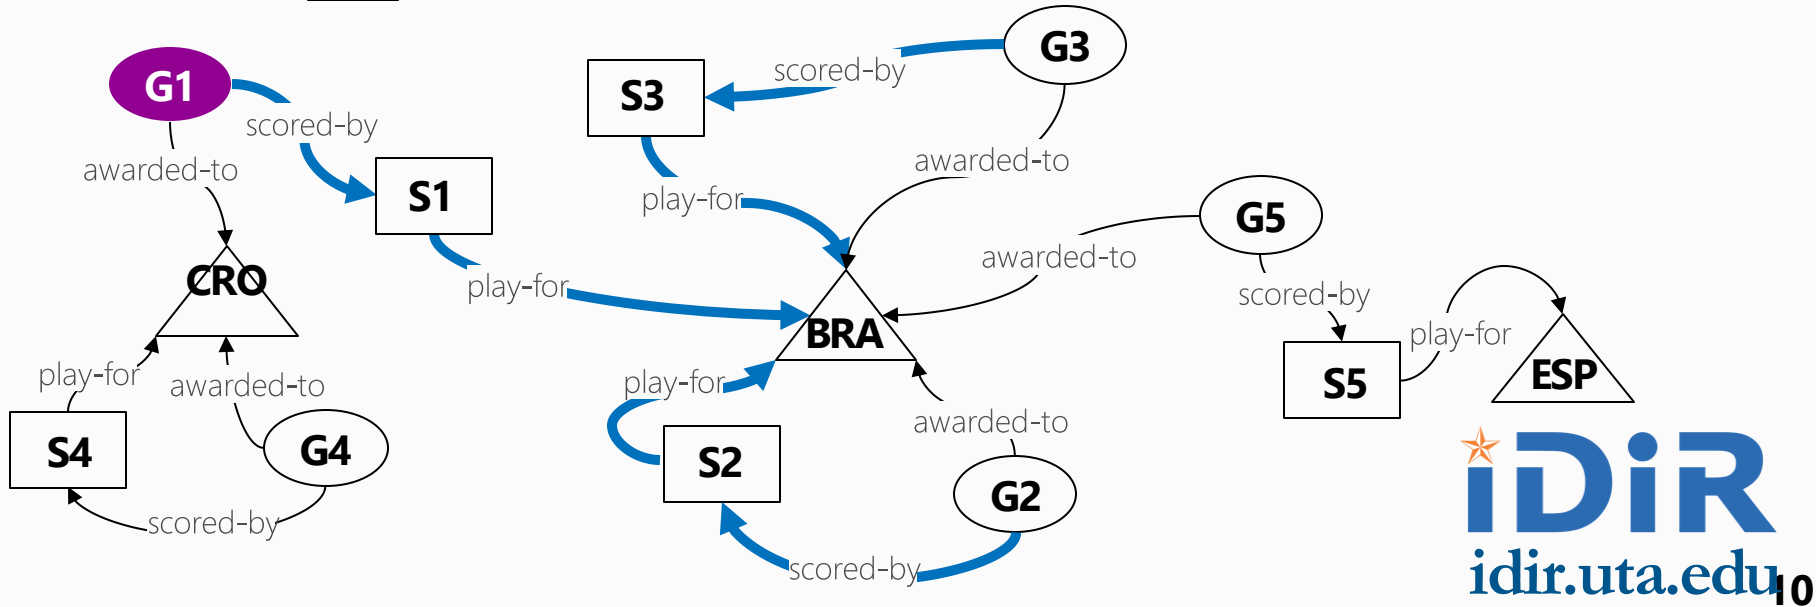 G3
scored-by
S3
G1
scored-by
awarded-to
awarded-to
S1
play-for
G5
awarded-to
CRO
play-for
scored-by
BRA
play-for
play-for
awarded-to
play-for
ESP
S5
awarded-to
S4
G4
S2
G2
scored-by
scored-by
iDiR
idir.uta.edu
10